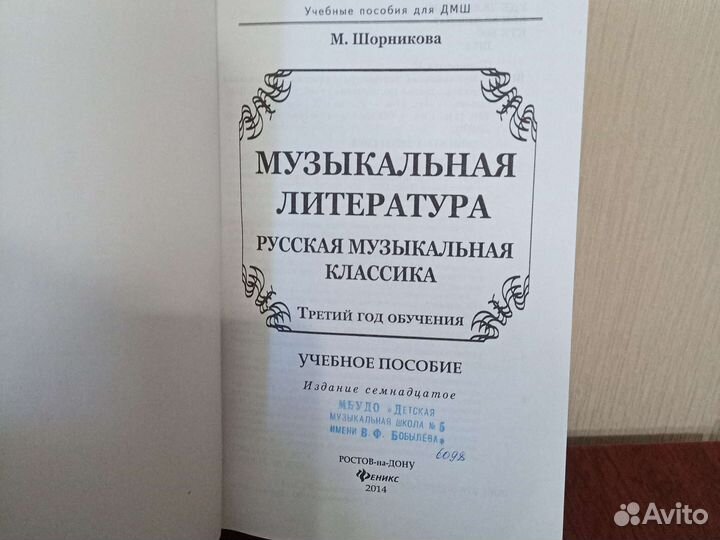 Учебные пособия для ДМШ
М. Шорникова
МУЗЫКАЛЬНАЯ
ЛИТЕРАТУРА
РУССКАЯ МУЗЫКАЛЬНАЯ
КЛАССИКА
Третий год обучения
УЧЕБНОЕ ПОСОБИЕ
Издание семнадцатое
МБУДО «Детская
музыкальная школа № 5
имени В. Ф. Бобылева»
6098
РОСТОВ-на-ДОНУ
Феникс
2014
Avito